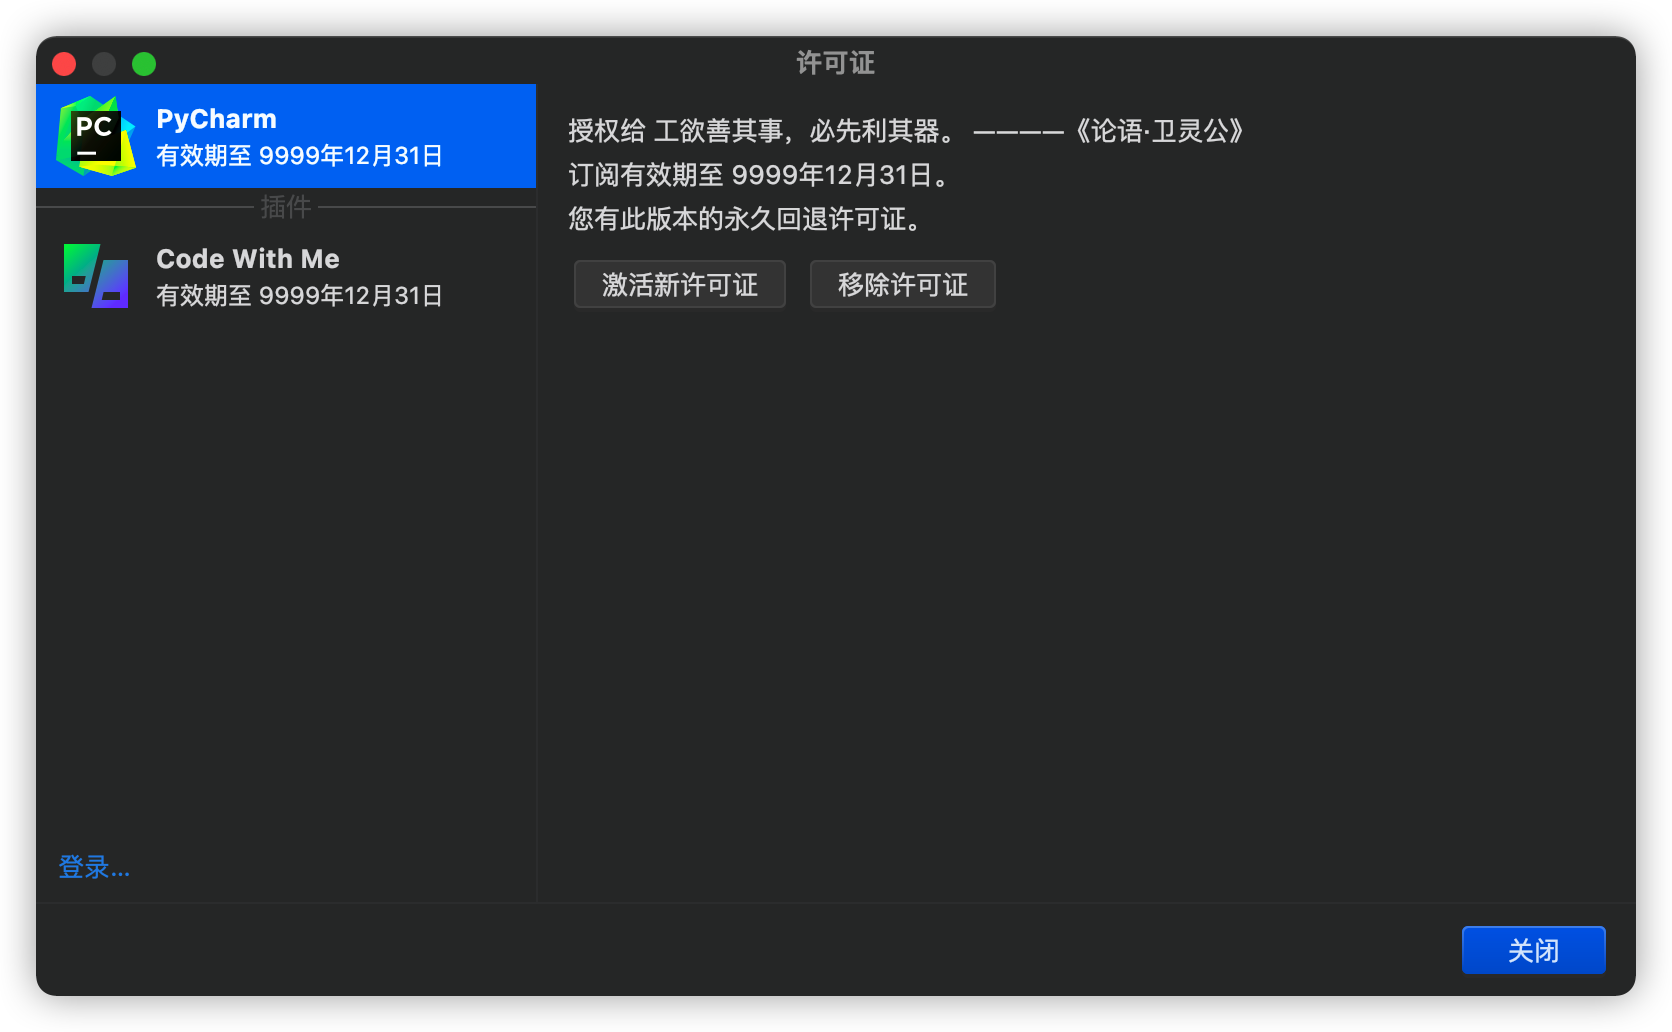 许可证
PC
PyCharm
有效期至 9999年12月31日
插件
Code With Me
有效期至 9999年12月31日
登录...
授权给 工欲善其事，必先利其器。 ————《论语·卫灵公》
订阅有效期至 9999年12月31日。
您有此版本的永久回退许可证。
激活新许可证
移除许可证
关闭